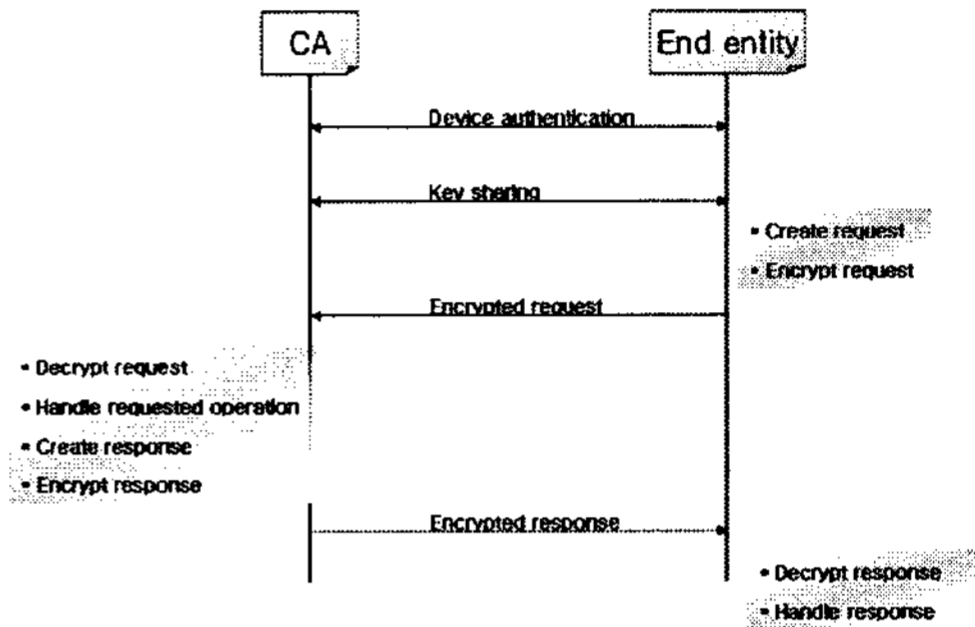 CA
End entity
Device authentication
Key sharing
• Create request
• Encrypt request
Encrypted request
• Decrypt request
• Handle requested operation
• Create response
• Encrypt response
Encrypted response
• Decrypt response
• Handle response